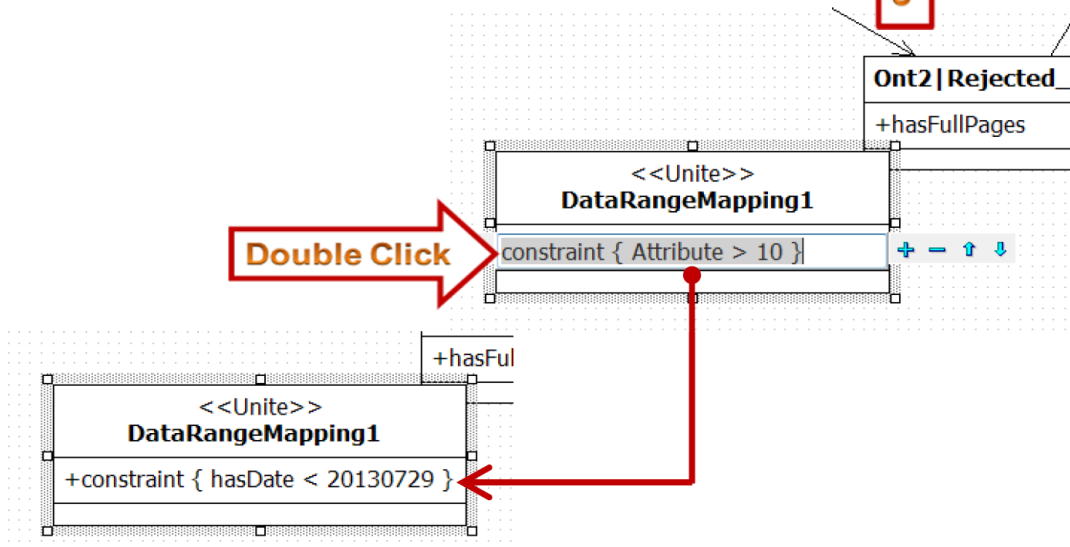 Ont2|Rejected_
+hasFullPages
<<Unite>>
DataRangeMapping1
Double Click
constraint { Attribute > 10 }
+hasFul
<<Unite>>
DataRangeMapping1
+constraint { hasDate < 20130729 }